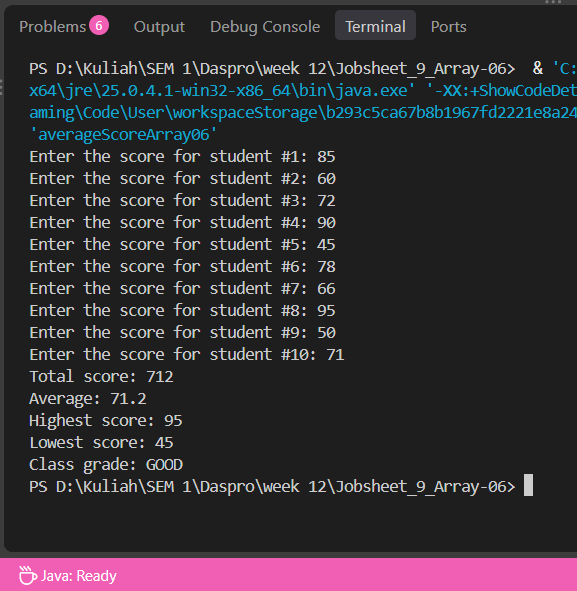 Problems 6 Output Debug Console Terminal Ports
PS D:\Kuliah\SEM 1\Daspro\week 12\Jobsheet_9_Array-06>  & 'C:
x64\jre\25.0.4.1-win32-x86_64\bin\java.exe' '-XX:+ShowCodeDet
aming\Code\User\workspaceStorage\b293c5ca67b8b1967fd2221e8a24
'averageScoreArray06'
Enter the score for student #1: 85
Enter the score for student #2: 60
Enter the score for student #3: 72
Enter the score for student #4: 90
Enter the score for student #5: 45
Enter the score for student #6: 78
Enter the score for student #7: 66
Enter the score for student #8: 95
Enter the score for student #9: 50
Enter the score for student #10: 71
Total score: 712
Average: 71.2
Highest score: 95
Lowest score: 45
Class grade: GOOD
PS D:\Kuliah\SEM 1\Daspro\week 12\Jobsheet_9_Array-06>
Java: Ready